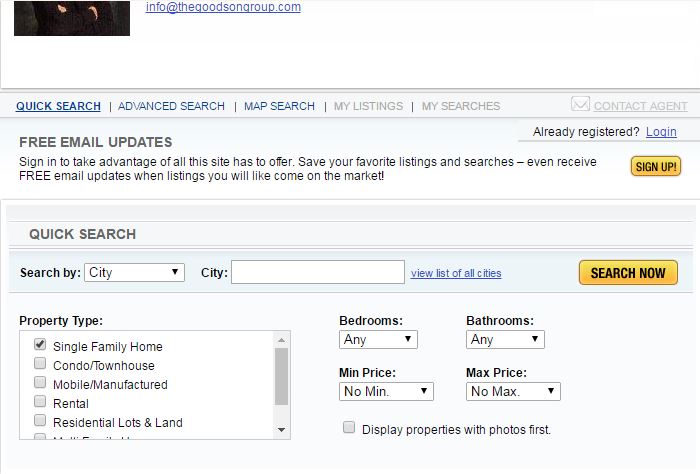 info@thegoodsongroup.com
QUICK SEARCH | ADVANCED SEARCH | MAP SEARCH | MY LISTINGS | MY SEARCHES CONTACT AGENT
Already registered? Login
FREE EMAIL UPDATES
Sign in to take advantage of all this site has to offer. Save your favorite listings and searches – even receive
FREE email updates when listings you will like come on the market!
SIGN UP!
QUICK SEARCH
Search by: City City: view list of all cities SEARCH NOW
Property Type:
Single Family Home
Condo/Townhouse
Mobile/Manufactured
Rental
Residential Lots & Land
Bedrooms: Bathrooms:
Any Any
Min Price: Max Price:
No Min. No Max.
Display properties with photos first.